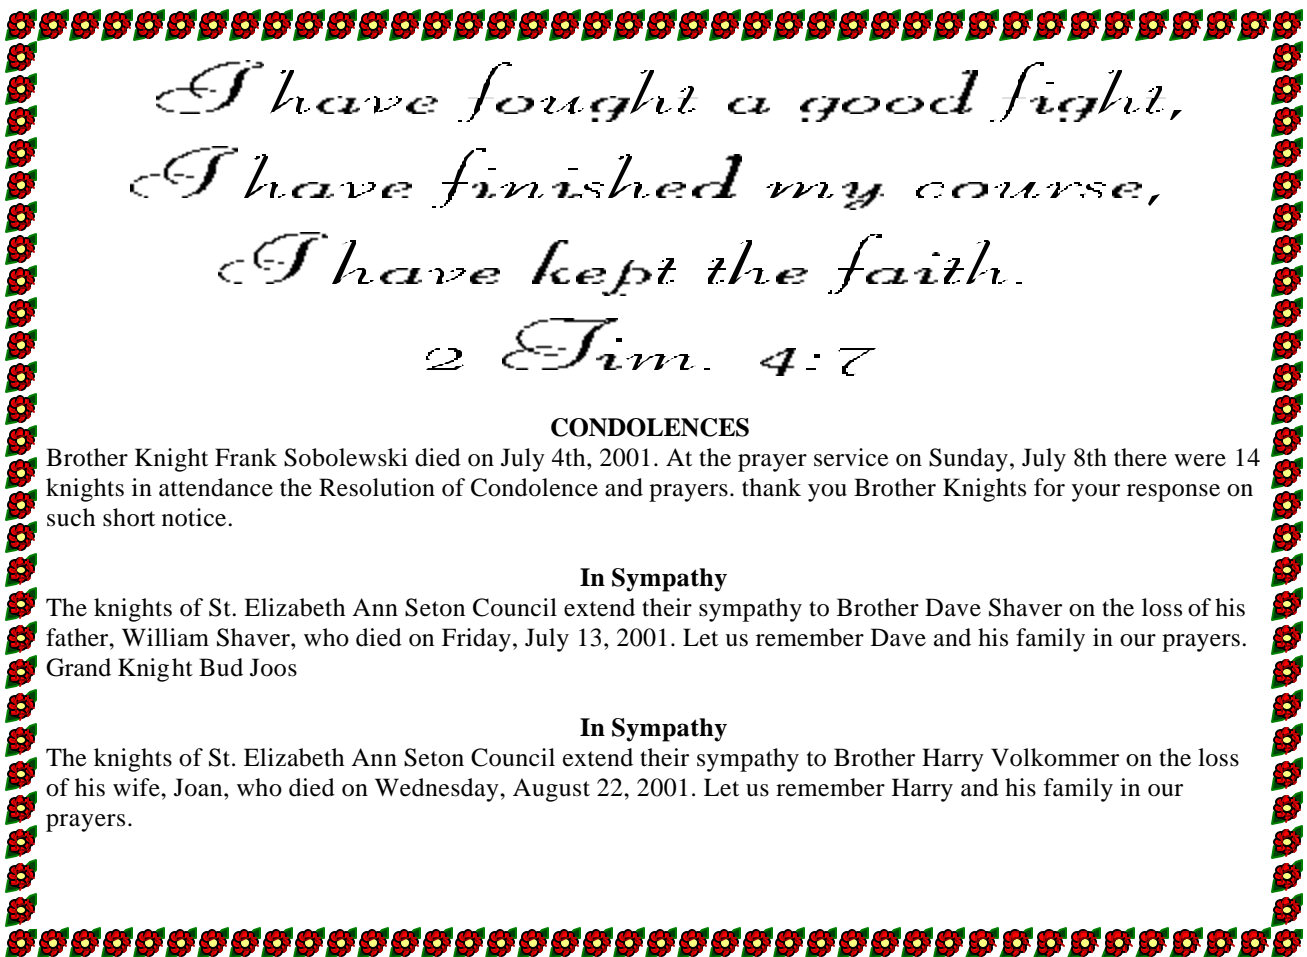 I have fought a good fight,
I have finished my course,
I have kept the faith.
2 Tim. 4:7
CONDOLENCES
Brother Knight Frank Sobolewski died on July 4th, 2001. At the prayer service on Sunday, July 8th there were 14
knights in attendance the Resolution of Condolence and prayers. thank you Brother Knights for your response on
such short notice.
In Sympathy
The knights of St. Elizabeth Ann Seton Council extend their sympathy to Brother Dave Shaver on the loss of his
father, William Shaver, who died on Friday, July 13, 2001. Let us remember Dave and his family in our prayers.
Grand Knight Bud Joos
In Sympathy
The knights of St. Elizabeth Ann Seton Council extend their sympathy to Brother Harry Volkommer on the loss
of his wife, Joan, who died on Wednesday, August 22, 2001. Let us remember Harry and his family in our
prayers.